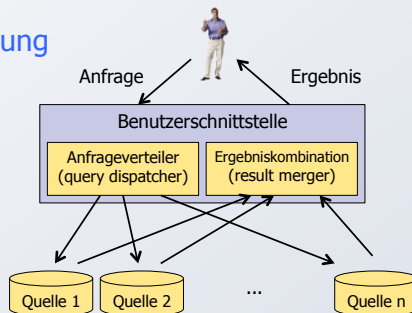 ung
Anfrage Ergebnis
Benutzerschnittstelle
Anfrageverteiler
(query dispatcher)
Ergebniskombination
(result merger)
Quelle 1 Quelle 2 ... Quelle n